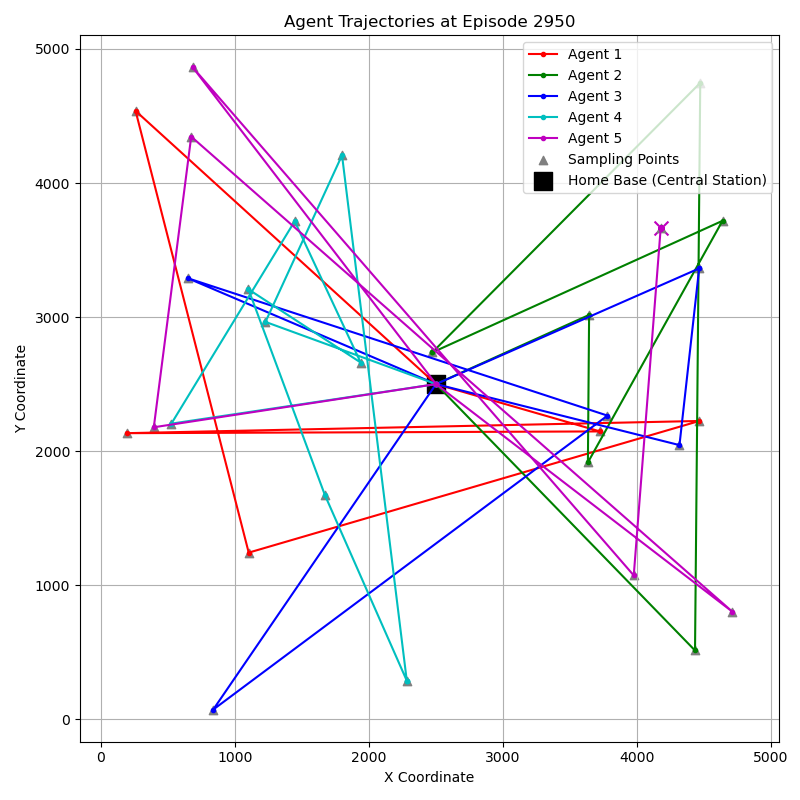 Agent Trajectories at Episode 2950
5000
4000
3000
2000
1000
0
Y Coordinate
Agent 1
Agent 2
Agent 3
Agent 4
Agent 5
Sampling Points
Home Base (Central Station)
0 1000 2000 3000 4000 5000
X Coordinate